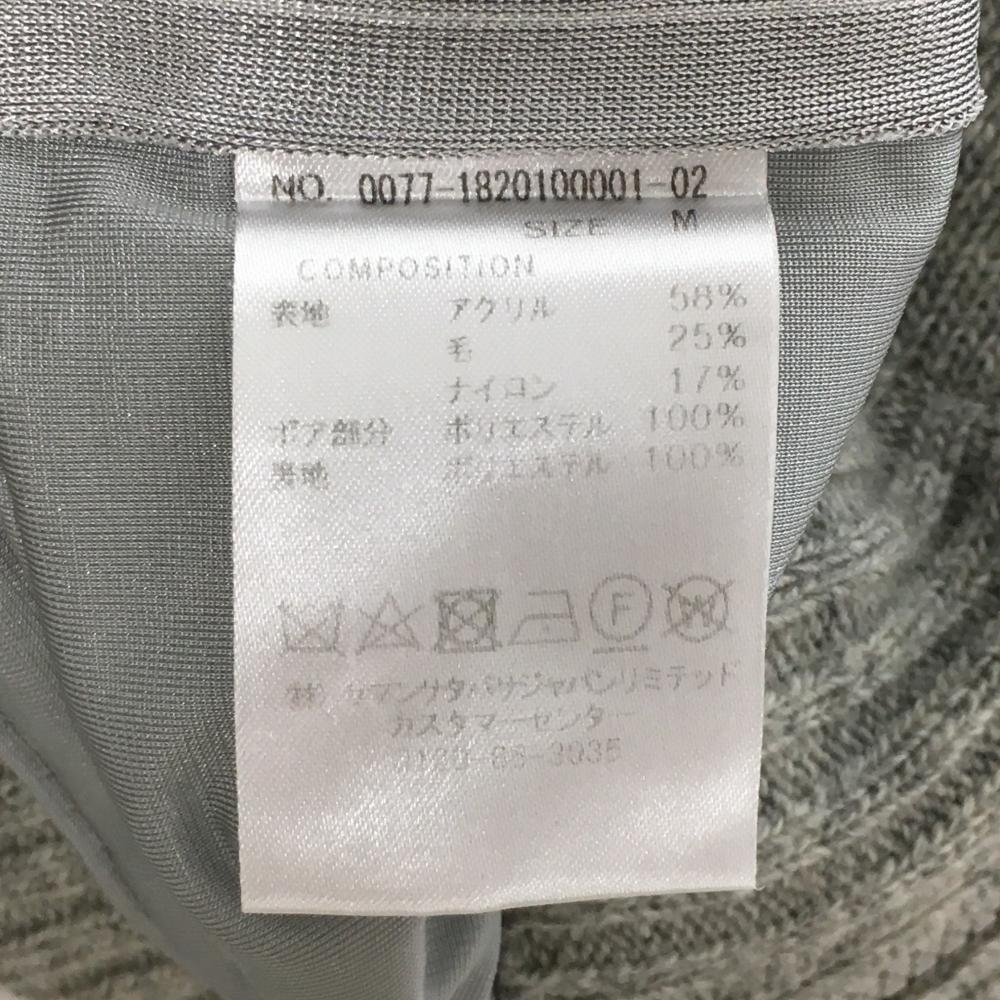 NO. 0077-1820100001-02
SIZE M
COMPOSITION
表地 アクリル 58%
毛 25%
ナイロン 17%
ボア部分 ポリエステル 100%
裏地 ポリエステル 100%
F W
㈱ サマンサタバサジャパンリミテッド
カスタマーセンター
0120-85-3935